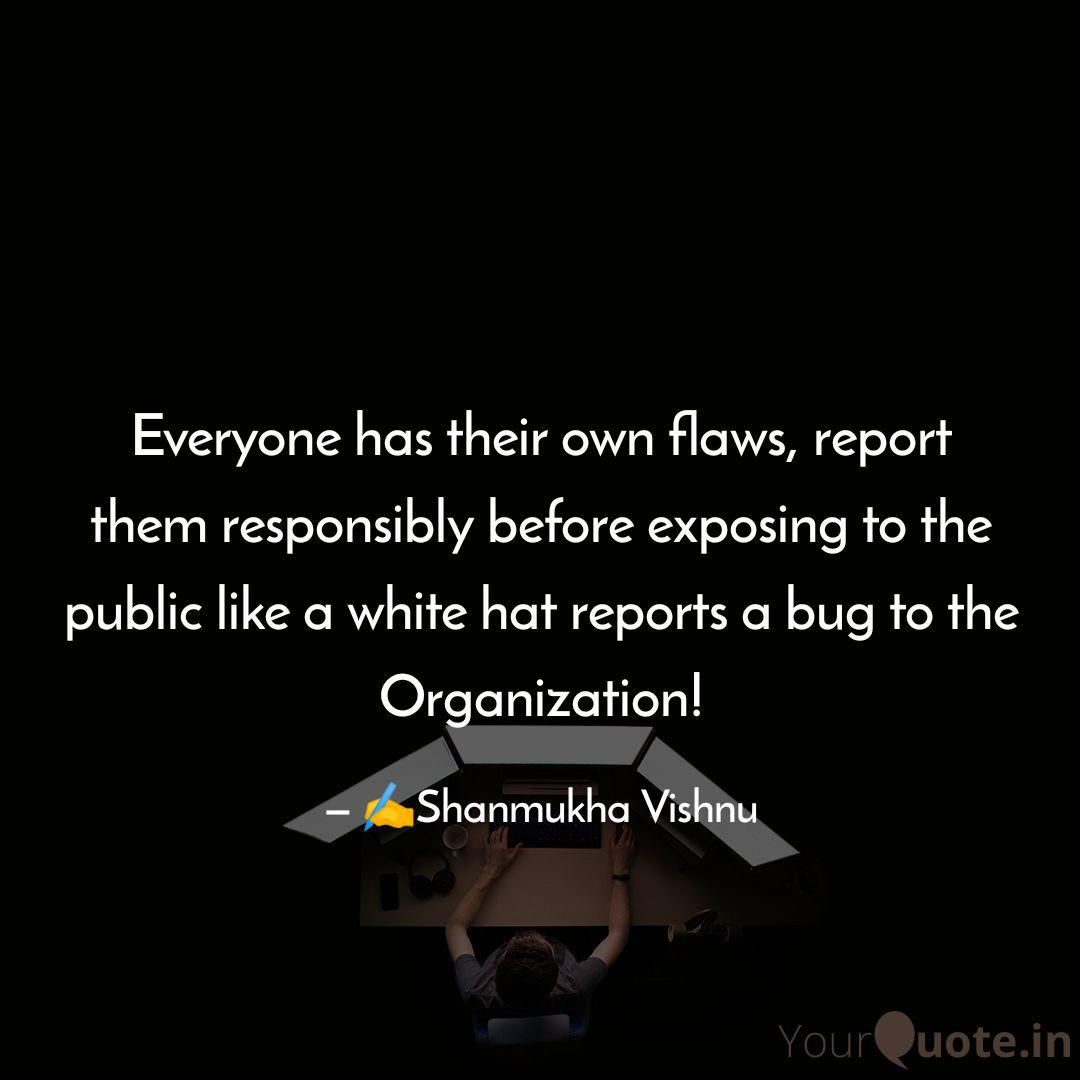 Everyone has their own flaws, report
them responsibly before exposing to the
public like a white hat reports a bug to the
Organization!
– ✍Shanmukha Vishnu
YourQuote.in